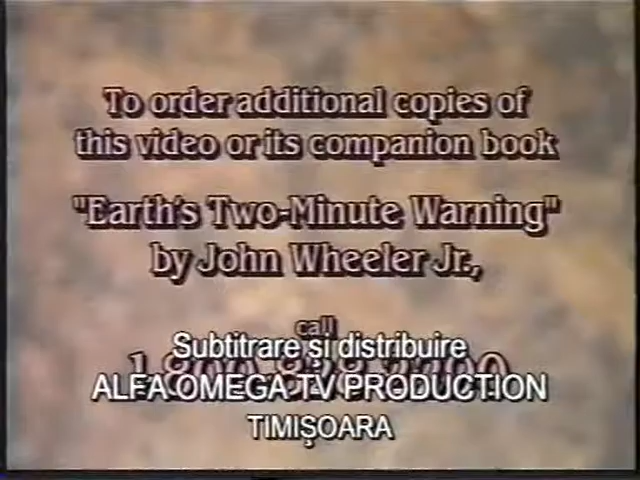 To order additional copies of
this video or its companion book
"Earth's Two-Minute Warning"
by John Wheeler Jr.,
call
Subtitrare și distribuire
ALFA OMEGA TV PRODUCTION
TIMIȘOARA